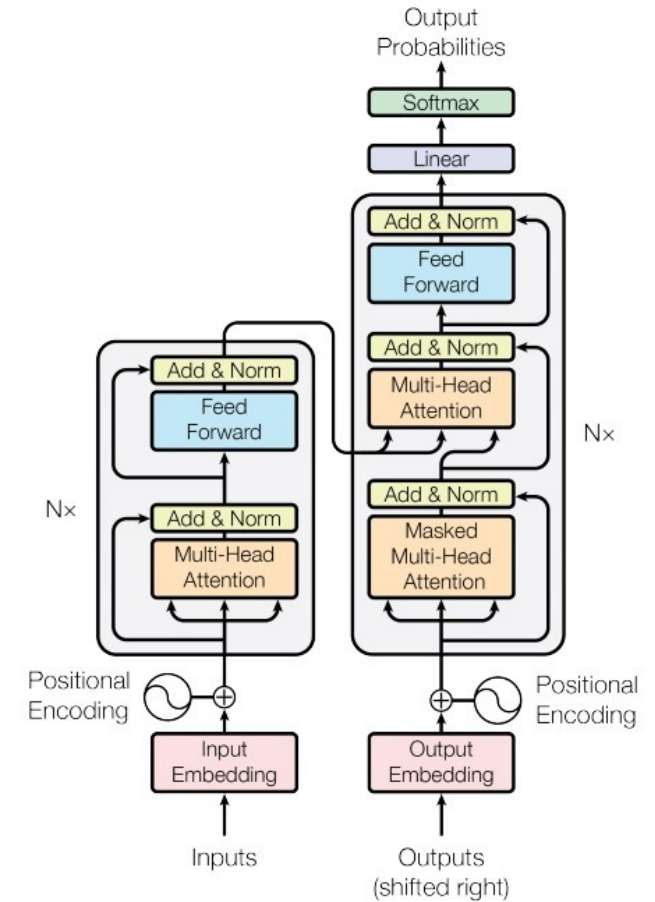 Output
Probabilities
Softmax
Linear
Add & Norm
Feed
Forward
Add & Norm
Multi-Head
Attention
Add & Norm
Masked
Multi-Head
Attention
Nx
Add & Norm
Feed
Forward
Add & Norm
Multi-Head
Attention
N×
Positional
Encoding
Positional
Encoding
Input
Embedding
Output
Embedding
Inputs
Outputs
(shifted right)